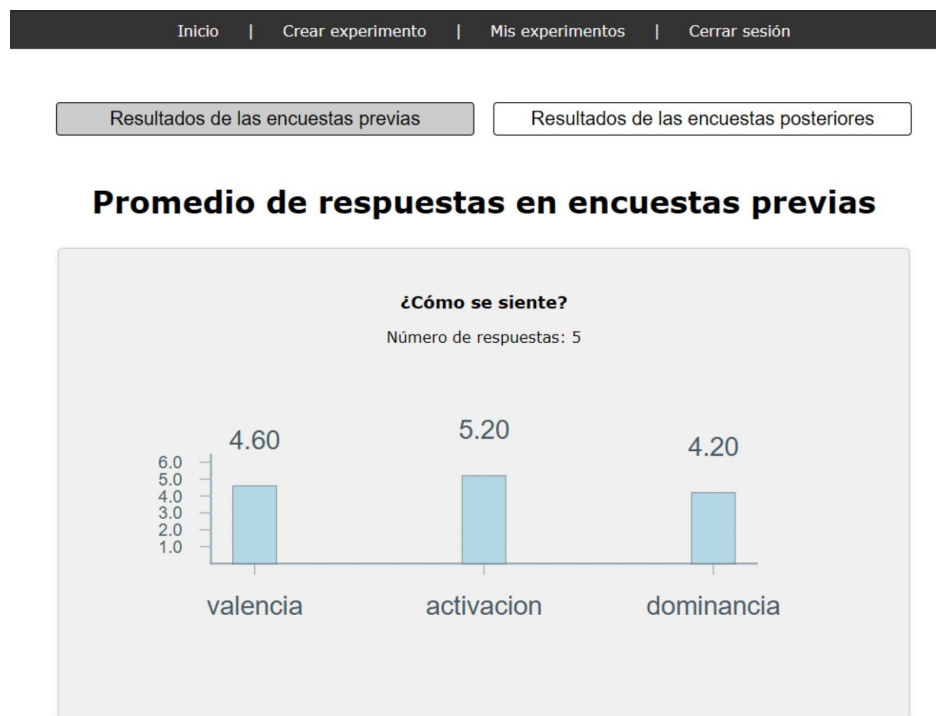 Inicio | Crear experimento | Mis experimentos | Cerrar sesión
Resultados de las encuestas previas Resultados de las encuestas posteriores
Promedio de respuestas en encuestas previas
¿Cómo se siente?
Número de respuestas: 5
4.60 5.20 4.20
6.0
5.0
4.0
3.0
2.0
1.0
valencia activacion dominancia